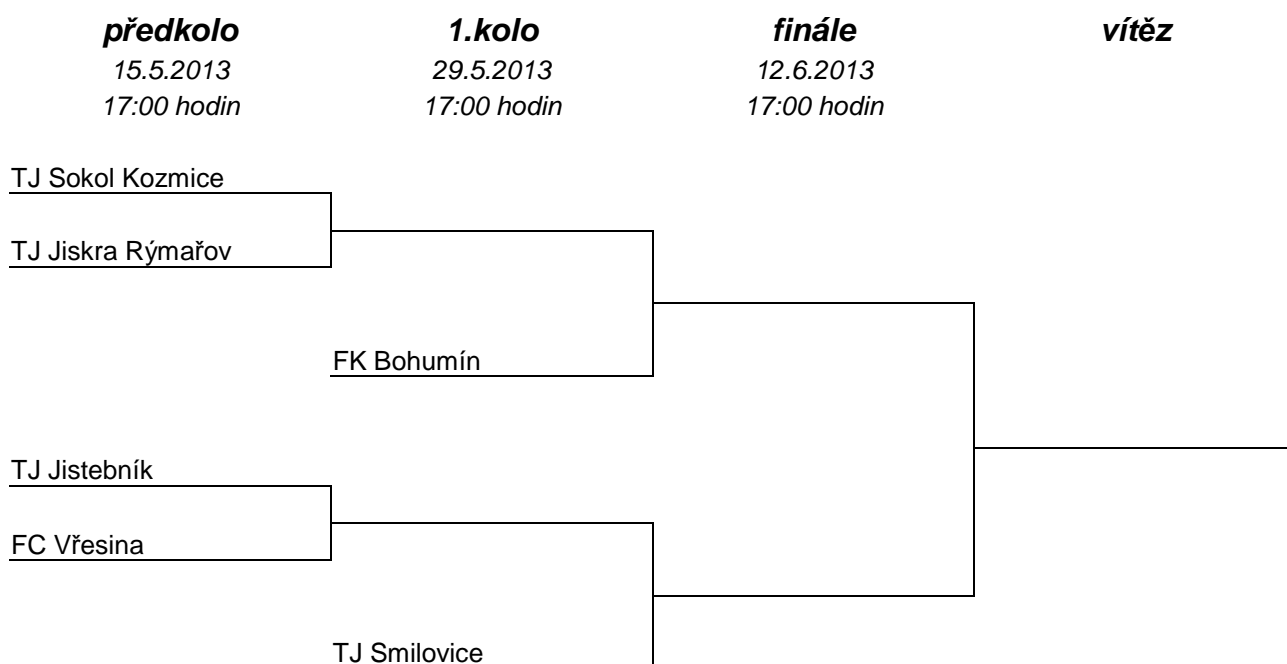 předkolo 1.kolo finále vítěz
15.5.2013 29.5.2013 12.6.2013
17:00 hodin 17:00 hodin 17:00 hodin
TJ Sokol Kozmice
TJ Jiskra Rýmařov
FK Bohumín
TJ Jistebník
FC Vřesina
TJ Smilovice